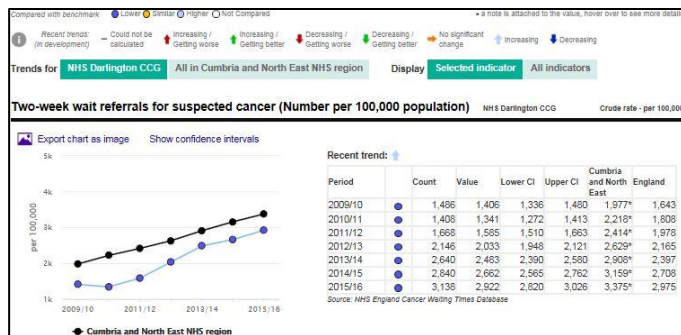 Compared with benchmark Lower Similar Higher Not Compared
* a note is attached to the value, hover over to see more detail
Recent trends: (in development) Could not be calculated Increasing / Getting worse Increasing / Getting better Decreasing / Getting worse Decreasing / Getting better No significant change Increasing Decreasing
Trends for NHS Darlington CCG All in Cumbria and North East NHS region Display Selected indicator All indicators
Two-week wait referrals for suspected cancer (Number per 100,000 population) NHS Darlington CCG Crude rate - per 100,000
Export chart as image Show confidence intervals
Recent trend:
Period Count Value Lower CI Upper CI Cumbria and North East England
2009/10 1,486 1,406 1,336 1,480 1,977* 1,643
2010/11 1,408 1,341 1,272 1,413 2,218* 1,808
2011/12 1,668 1,585 1,510 1,663 2,414* 1,978
2012/13 2,146 2,033 1,948 2,121 2,629* 2,165
2013/14 2,640 2,483 2,390 2,580 2,908* 2,397
2014/15 2,840 2,662 2,565 2,762 3,159* 2,708
2015/16 3,138 2,922 2,820 3,026 3,375* 2,975
Source: NHS England Cancer Waiting Times Database
5k
4k
3k
2k
1k
per 100,000
2009/10 2011/12 2013/14 2015/16
Cumbria and North East NHS region